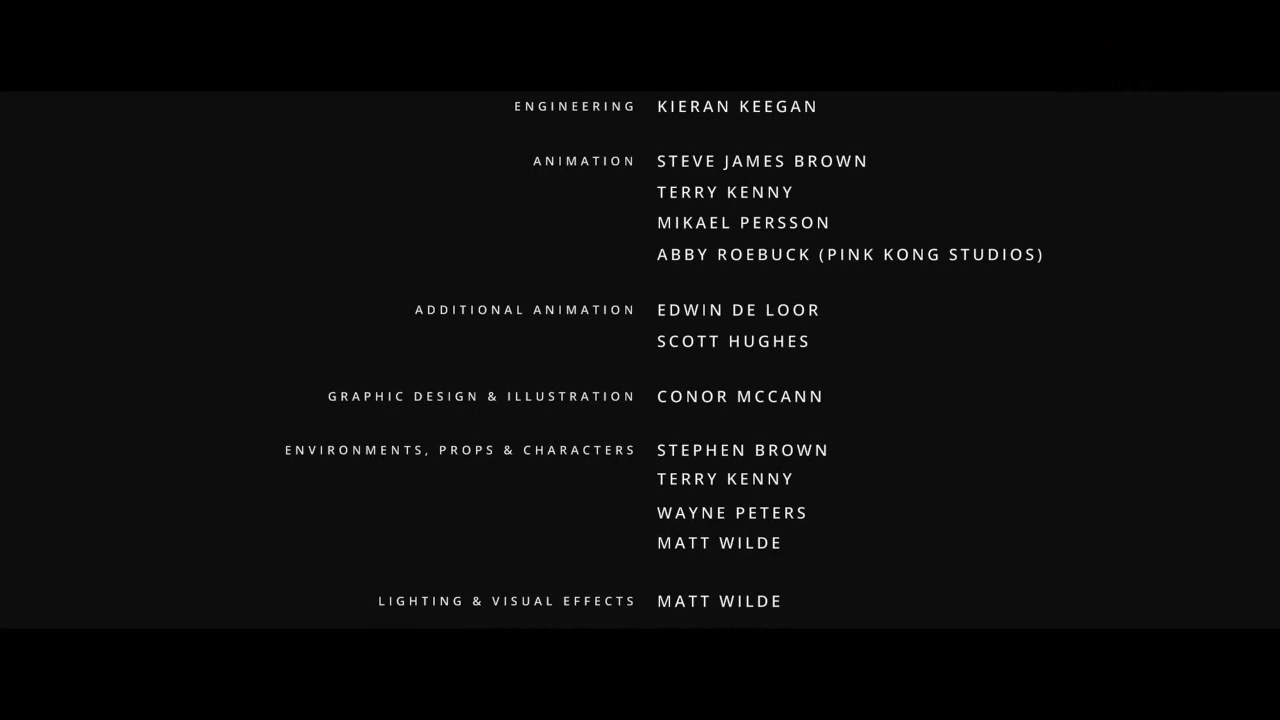 ENGINEERING KIERAN KEEGAN
ANIMATION STEVE JAMES BROWN
TERRY KENNY
MIKAEL PERSSON
ABBY ROEBUCK (PINK KONG STUDIOS)
ADDITIONAL ANIMATION EDWIN DE LOOR
SCOTT HUGHES
GRAPHIC DESIGN & ILLUSTRATION CONOR MCCANN
ENVIRONMENTS, PROPS & CHARACTERS STEPHEN BROWN
TERRY KENNY
WAYNE PETERS
MATT WILDE
LIGHTING & VISUAL EFFECTS MATT WILDE